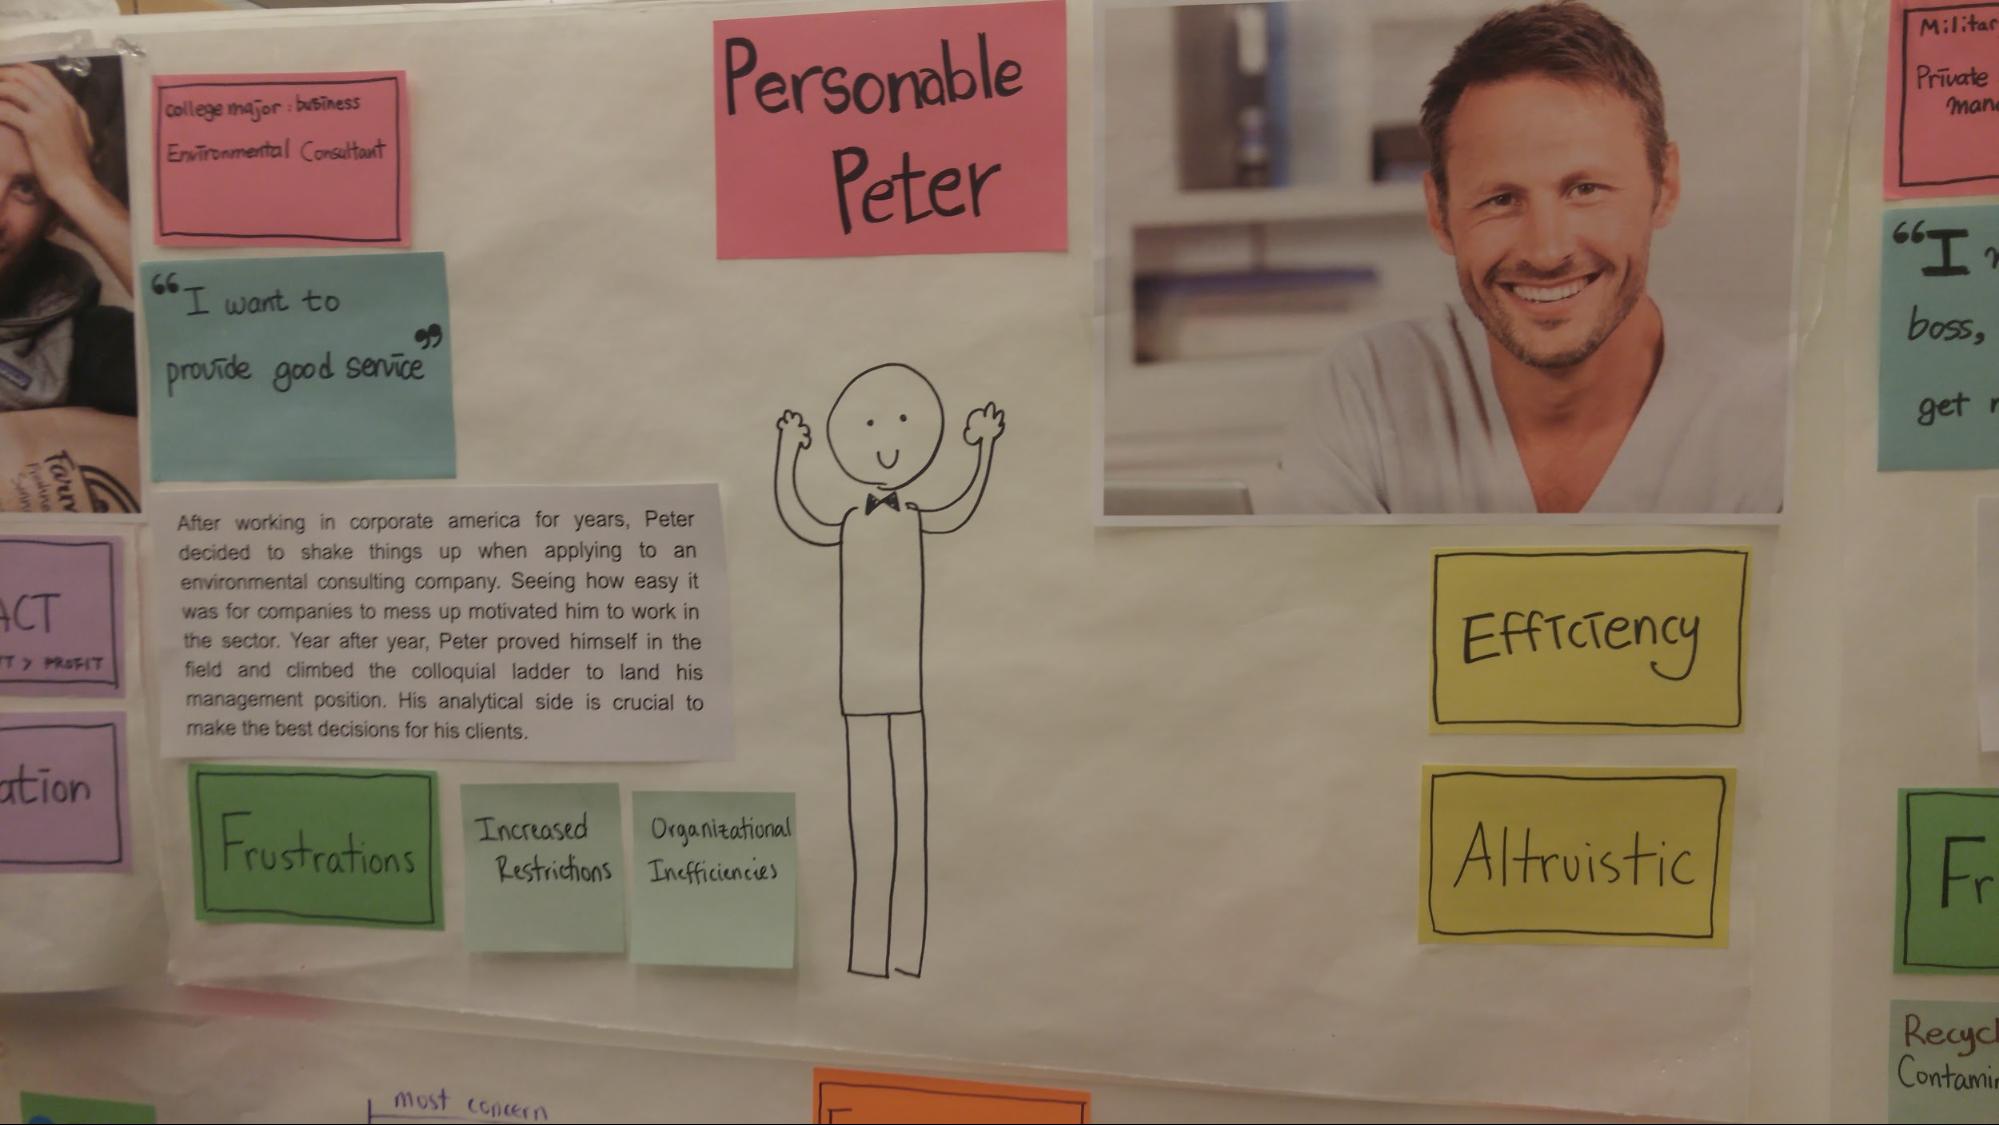 college major : business
Environmental Consultant
"I want to
provide good service"
Personable
Peter
After working in corporate america for years, Peter
decided to shake things up when applying to an
environmental consulting company. Seeing how easy it
was for companies to mess up motivated him to work in
the sector. Year after year, Peter proved himself in the
field and climbed the colloquial ladder to land his
management position. His analytical side is crucial to
make the best decisions for his clients.
Frustrations
Increased
Restrictions
Organizational
Inefficiencies
Efficiency
Altruistic
ACT
T > PROFIT
ation
most concern
Militar
Private
man
"I
boss,
get
Fr
Recycl
Contami